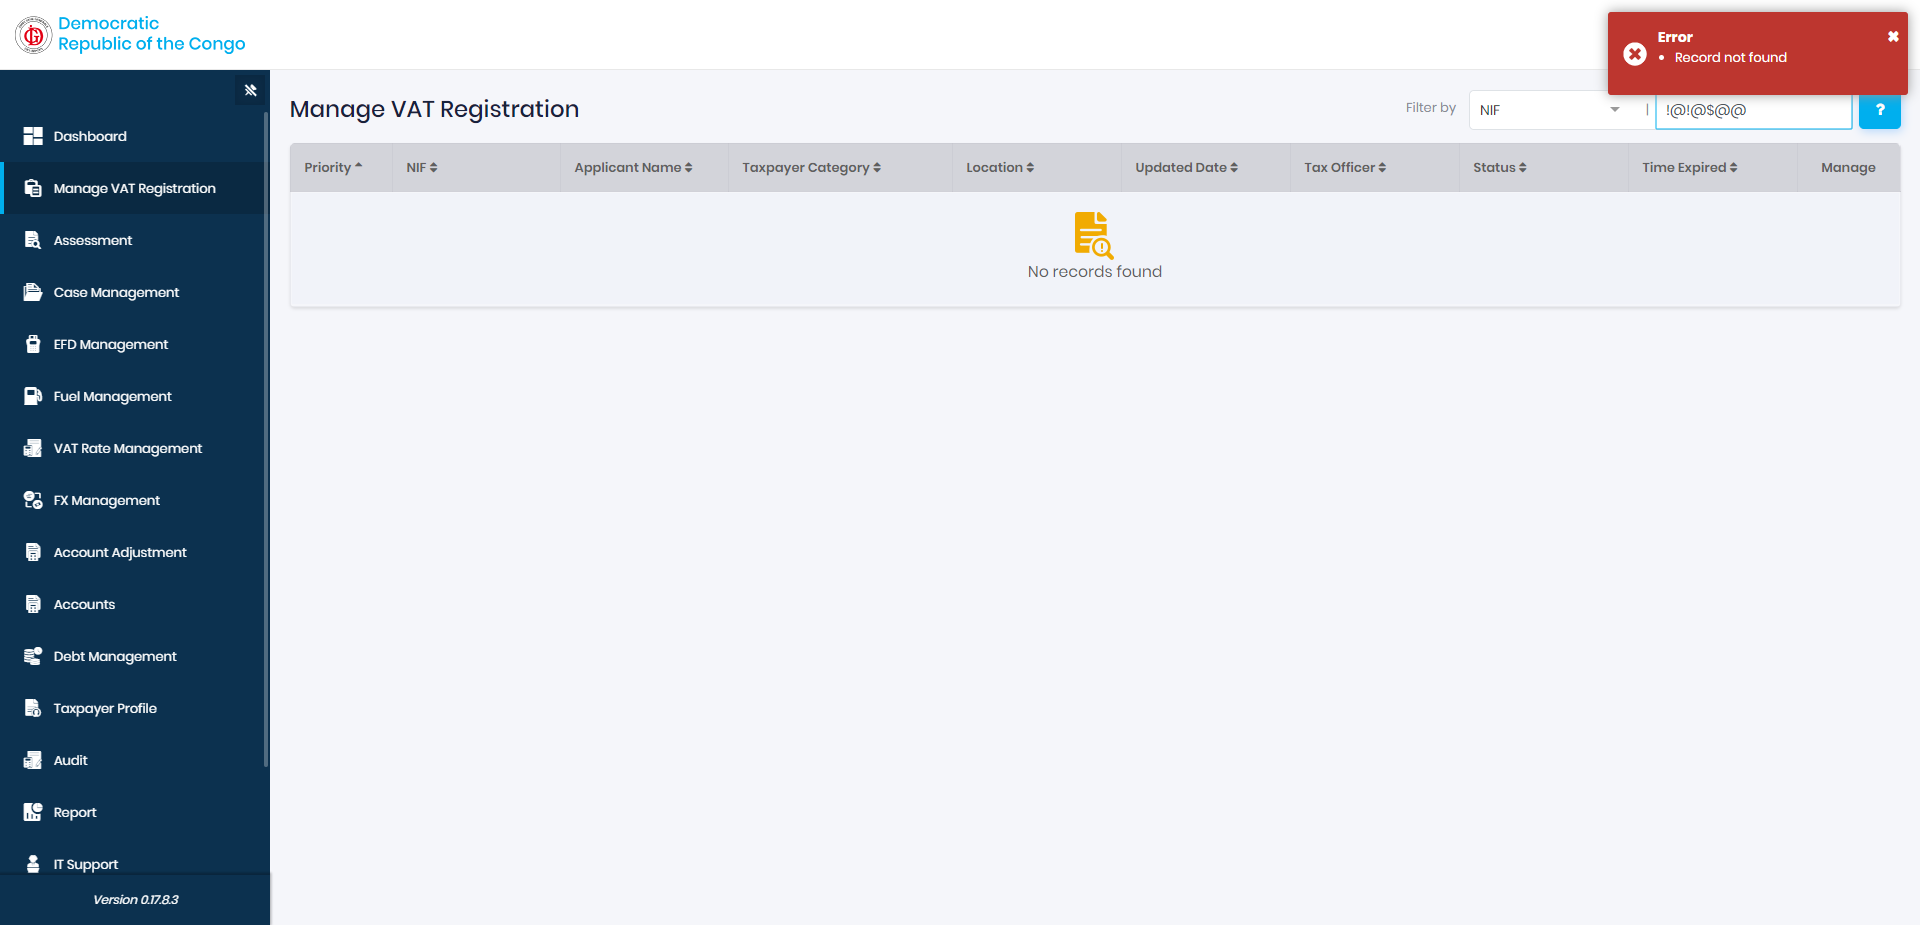 Democratic
Republic of the Congo
Error
Record not found
Manage VAT Registration
Filter by
NIF
|
!@!@$@@
?
Priority
NIF
Applicant Name
Taxpayer Category
Location
Updated Date
Tax Officer
Status
Time Expired
Manage
No records found
Dashboard
Manage VAT Registration
Assessment
Case Management
EFD Management
Fuel Management
VAT Rate Management
FX Management
Account Adjustment
Accounts
Debt Management
Taxpayer Profile
Audit
Report
IT Support
Version 0.17.8.3